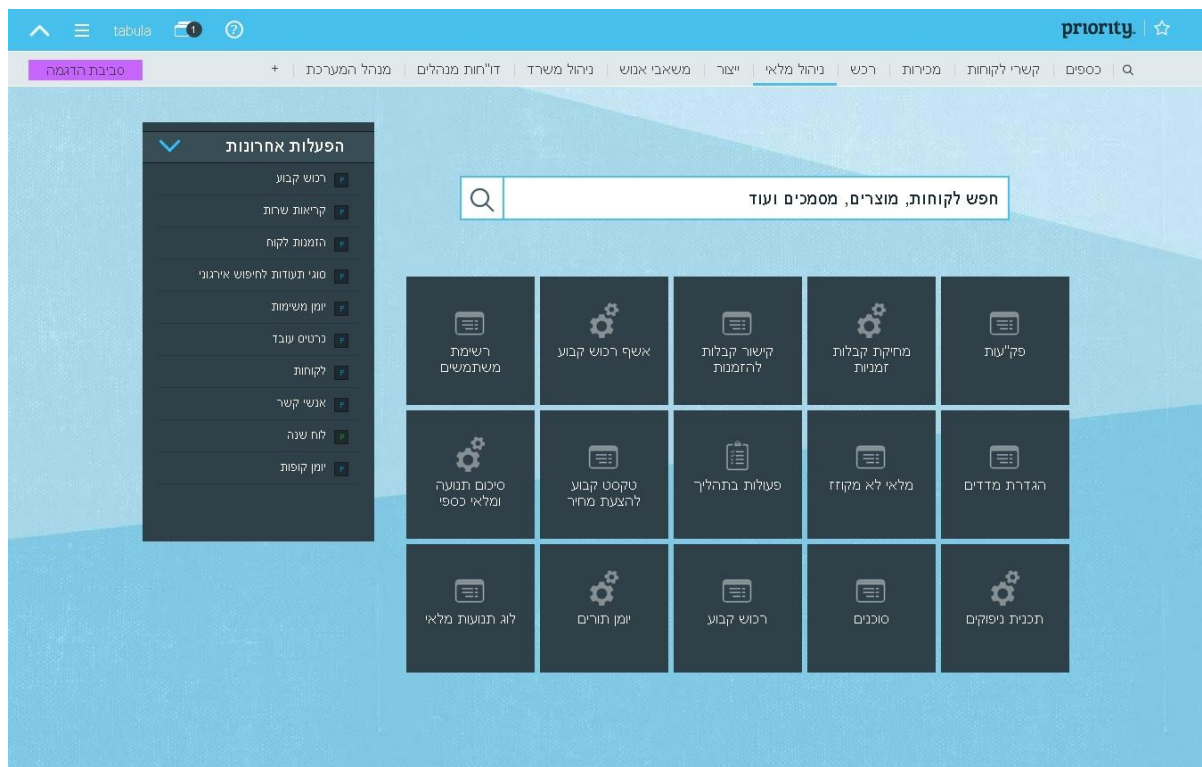 priority.
tabula
1
?
כספים | קשרי לקוחות | מכירות | רכש | ניהול מלאי | ייצור | משאבי אנוש | ניהול משרד | דו"חות מנהלים | מנהל המערכת | +
סביבת הדגמה
חפש לקוחות, מוצרים, מסמכים ועוד
פק"עות
מחיקת קבלות
זמניות
קישור קבלות
להזמנות
אשף רכוש קבוע
רשימת
משתמשים
הגדרת מדדים
מלאי לא מקוזז
פעולות בתהליך
טקסט קבוע
להצעת מחיר
סיכום תנועה
ומלאי כספי
תכנית ניפוקים
סוכנים
רכוש קבוע
יומן תורים
לוג תנועות מלאי
הפעלות אחרונות
F רכוש קבוע
F קריאות שרות
F הזמנות לקוח
F סוגי תעודות לחיפוש אירגוני
F יומן משימות
F כרטיס עובד
F לקוחות
F אנשי קשר
P לוח שנה
F יומן קופות